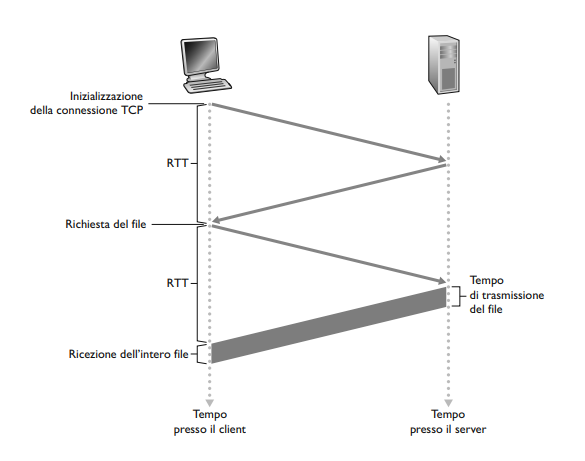 Inizializzazione
della connessione TCP
RTT
Richiesta del file
RTT
Tempo
di trasmissione
del file
Ricezione dell'intero file
Tempo
presso il client
Tempo
presso il server